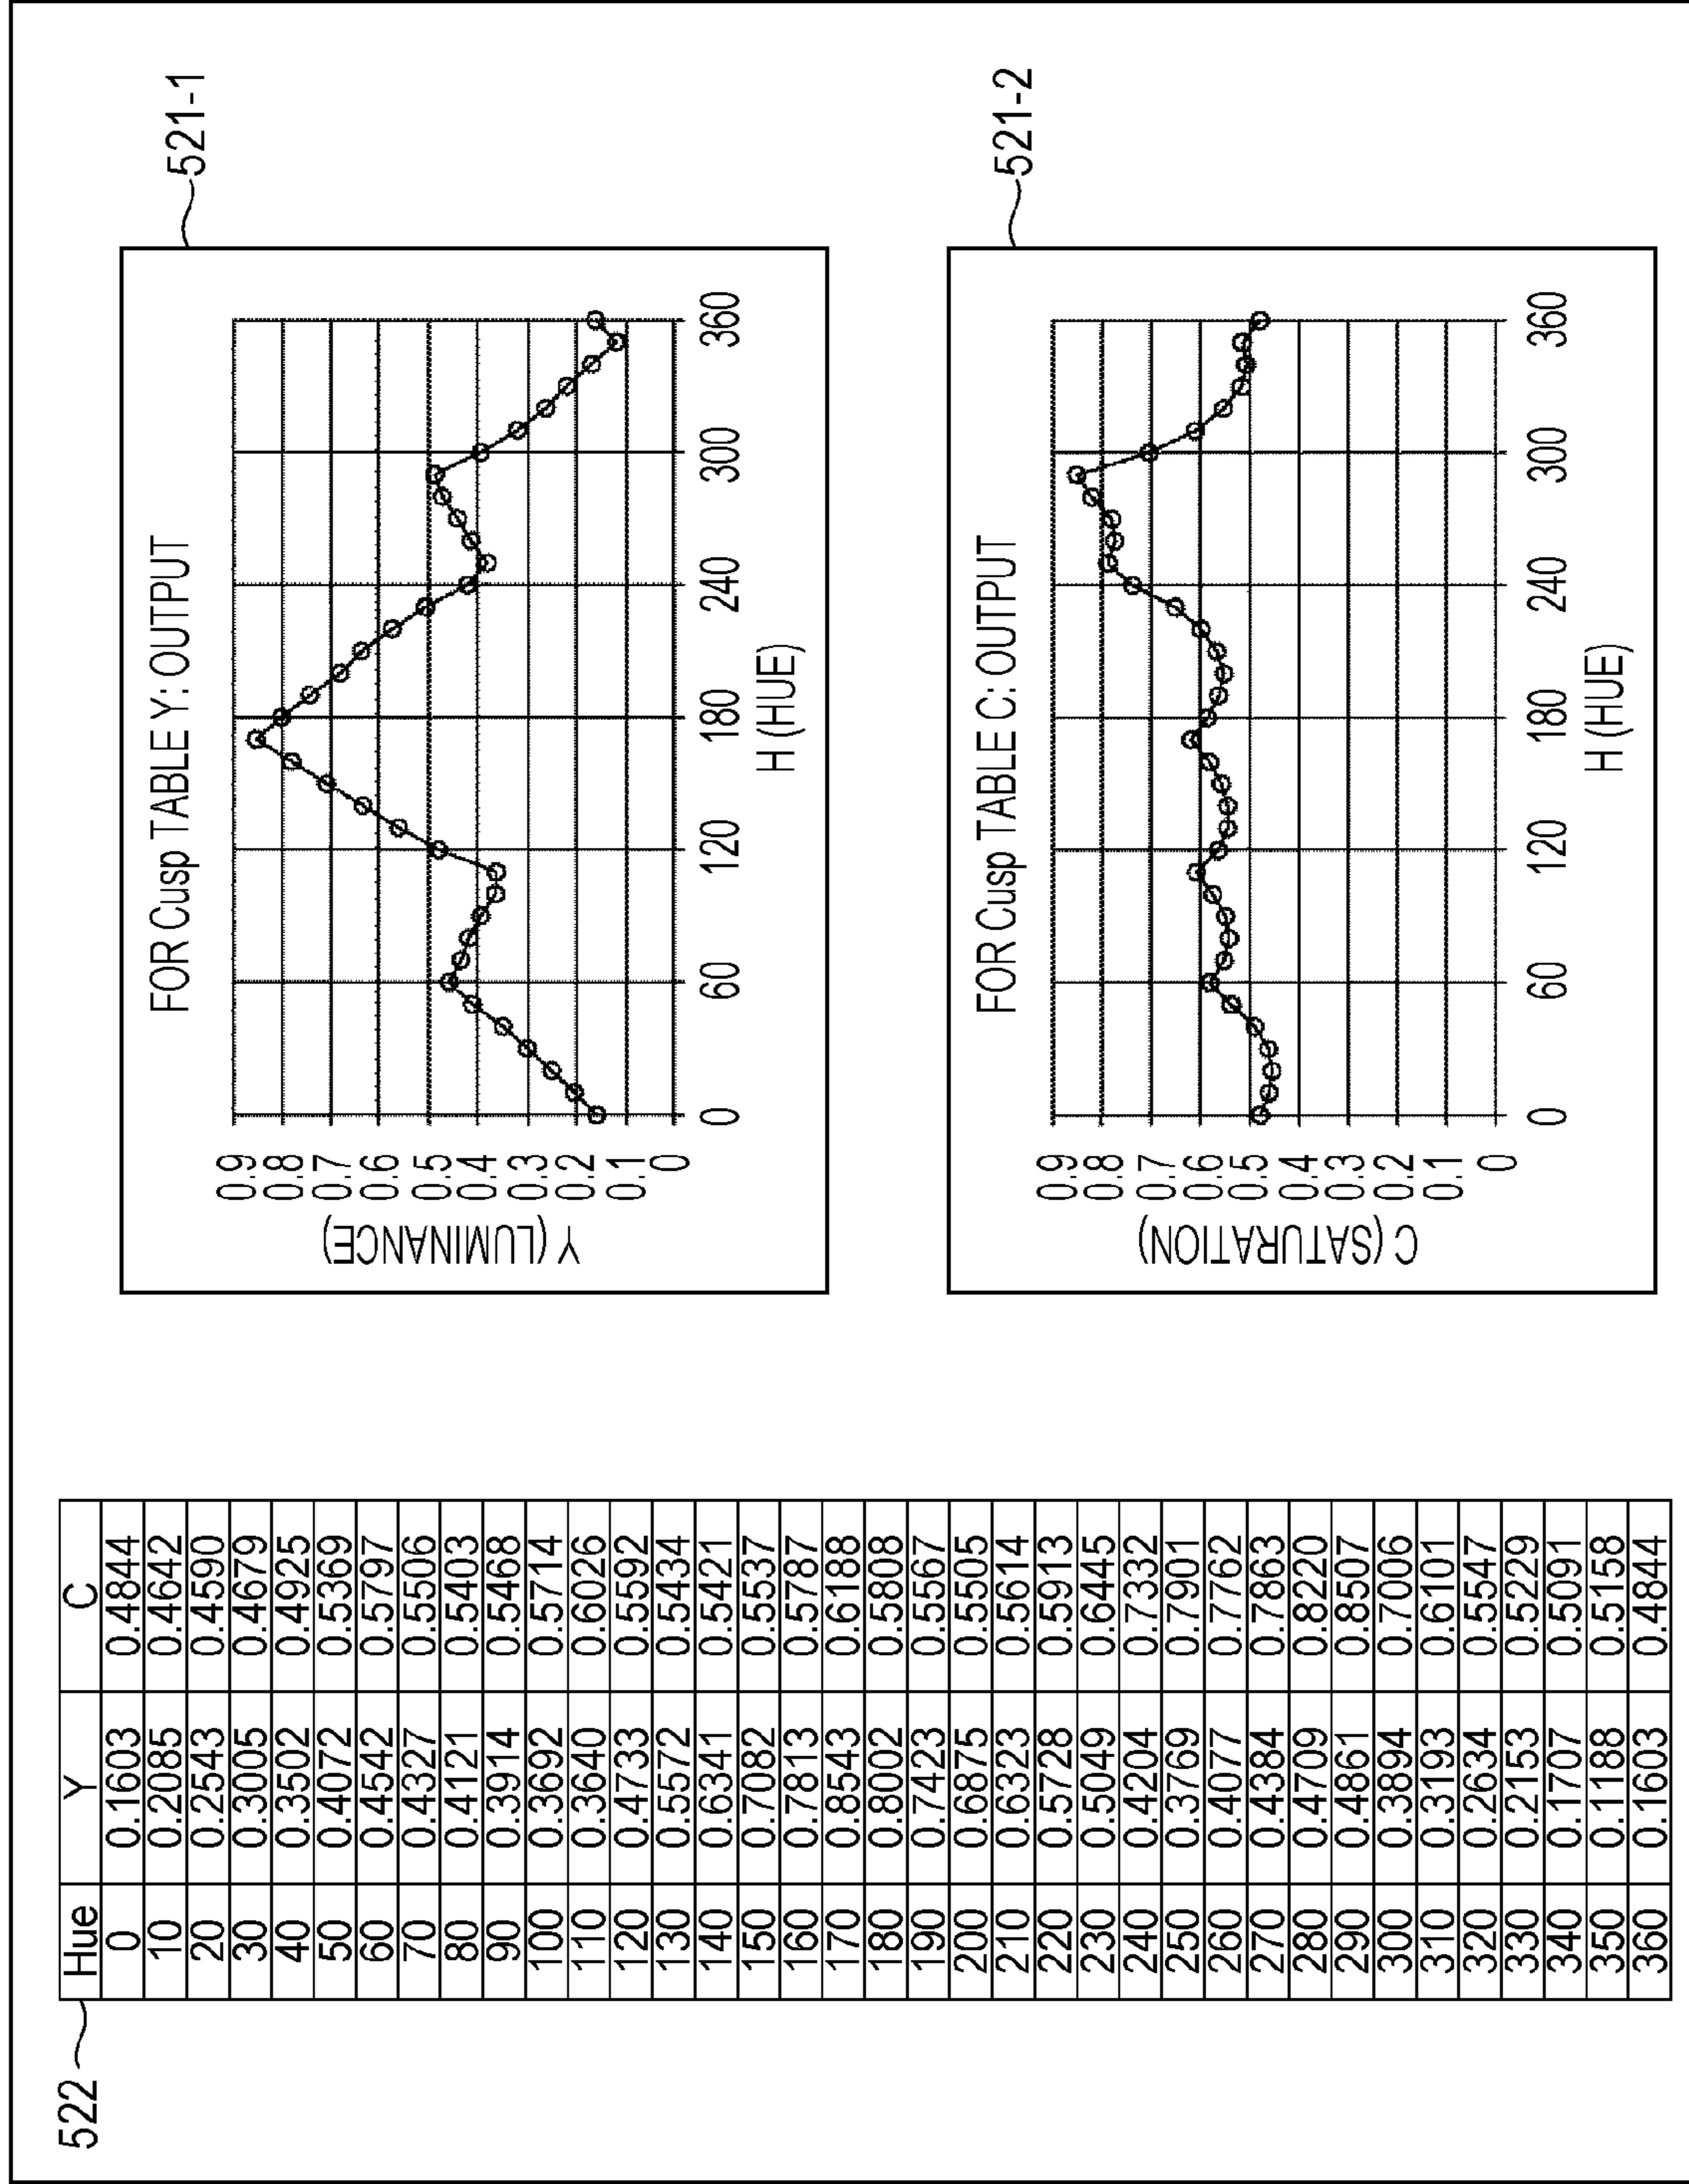 522
Hue Y C
0 0.1603 0.4844
10 0.2085 0.4642
20 0.2543 0.4590
30 0.3005 0.4679
40 0.3502 0.4925
50 0.4072 0.5369
60 0.4542 0.5797
70 0.4327 0.5506
80 0.4121 0.5403
90 0.3914 0.5468
100 0.3692 0.5714
110 0.3640 0.6026
120 0.4733 0.5592
130 0.5572 0.5434
140 0.6341 0.5421
150 0.7082 0.5537
160 0.7813 0.5787
170 0.8543 0.6188
180 0.8002 0.5808
190 0.7423 0.5567
200 0.6875 0.5505
210 0.6323 0.5614
220 0.5728 0.5913
230 0.5049 0.6445
240 0.4204 0.7332
250 0.3769 0.7901
260 0.4077 0.7762
270 0.4384 0.7863
280 0.4709 0.8220
290 0.4861 0.8507
300 0.3894 0.7006
310 0.3193 0.6101
320 0.2634 0.5547
330 0.2153 0.5229
340 0.1707 0.5091
350 0.1188 0.5158
360 0.1603 0.4844
521-1
FOR Cusp TABLE Y: OUTPUT
Y (LUMINANCE)
0.9
0.8
0.7
0.6
0.5
0.4
0.3
0.2
0.1
0
0 60 120 180 240 300 360
H (HUE)
521-2
FOR Cusp TABLE C: OUTPUT
C (SATURATION)
0.9
0.8
0.7
0.6
0.5
0.4
0.3
0.2
0.1
0
0 60 120 180 240 300 360
H (HUE)